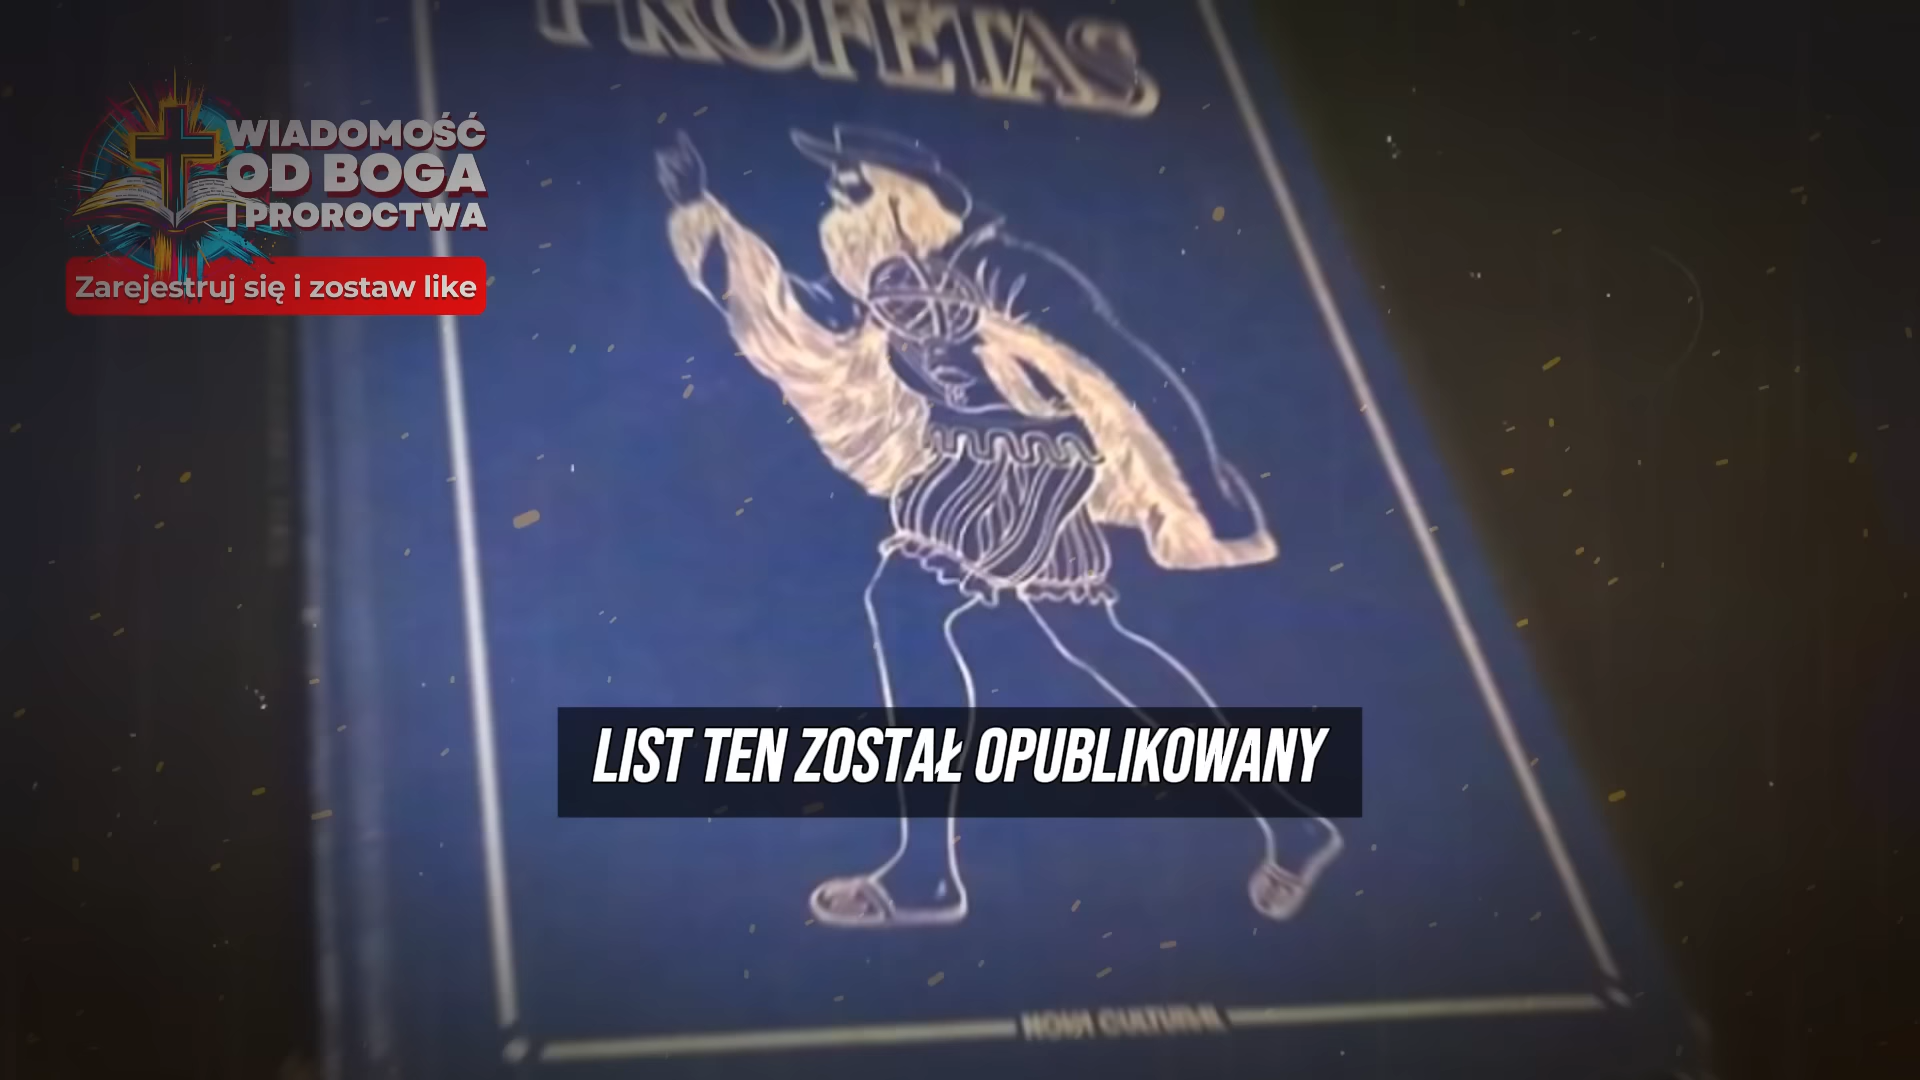 PROFETAS
WIADOMOŚĆ
OD BOGA
I PROROCTWA
Zarejestruj się i zostaw like
LIST TEN ZOSTAŁ OPUBLIKOWANY
NOVA CULTURAL